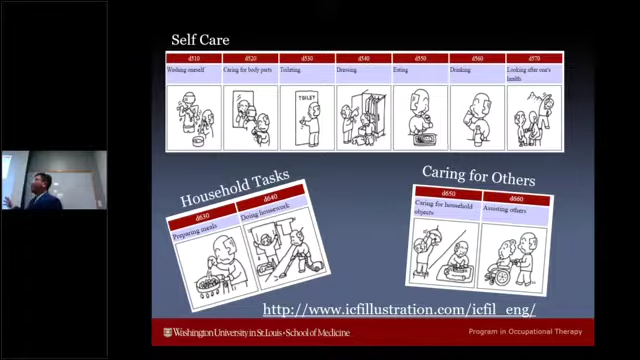 Self Care
d510 d520 d530 d540 d550 d560 d570
Washing oneself Caring for body parts Toileting Dressing Eating Drinking Looking after one's
health
TOILET
Household Tasks
d630 d640
Preparing meals Doing housework
Caring for Others
d650 d660
Caring for household Assisting others
objects
http://www.icfillustration.com/icfil_eng/
Washington University in St. Louis • School of Medicine
Program in Occupational Therapy